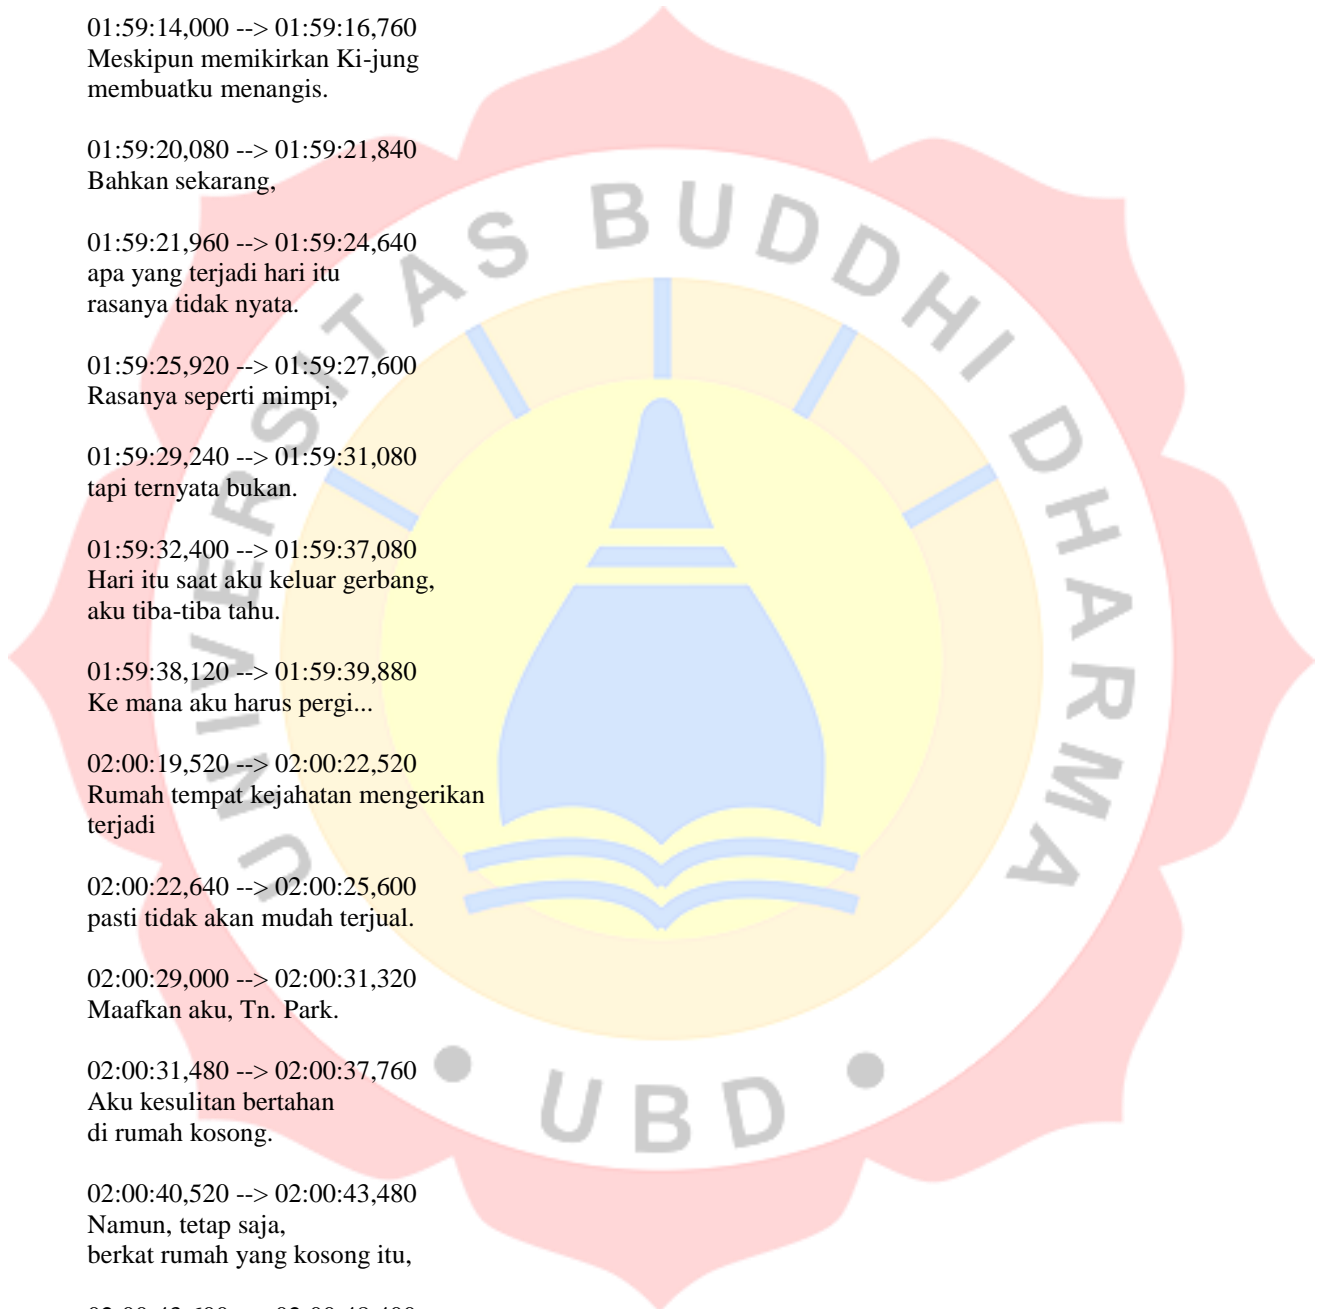 01:59:14,000 --> 01:59:16,760
Meskipun memikirkan Ki-jung
membuatku menangis.
01:59:20,080 --> 01:59:21,840
Bahkan sekarang,
01:59:21,960 --> 01:59:24,640
apa yang terjadi hari itu
rasanya tidak nyata.
01:59:25,920 --> 01:59:27,600
Rasanya seperti mimpi,
01:59:29,240 --> 01:59:31,080
tapi ternyata bukan.
01:59:32,400 --> 01:59:37,080
Hari itu saat aku keluar gerbang,
aku tiba-tiba tahu.
01:59:38,120 --> 01:59:39,880
Ke mana aku harus pergi...
02:00:19,520 --> 02:00:22,520
Rumah tempat kejahatan mengerikan
terjadi
02:00:22,640 --> 02:00:25,600
pasti tidak akan mudah terjual.
02:00:29,000 --> 02:00:31,320
Maafkan aku, Tn. Park.
02:00:31,480 --> 02:00:37,760
Aku kesulitan bertahan
di rumah kosong.
02:00:40,520 --> 02:00:43,480
Namun, tetap saja,
berkat rumah yang kosong itu,
UNIVERSITAS BUDDHI DHARMA
• UBD •